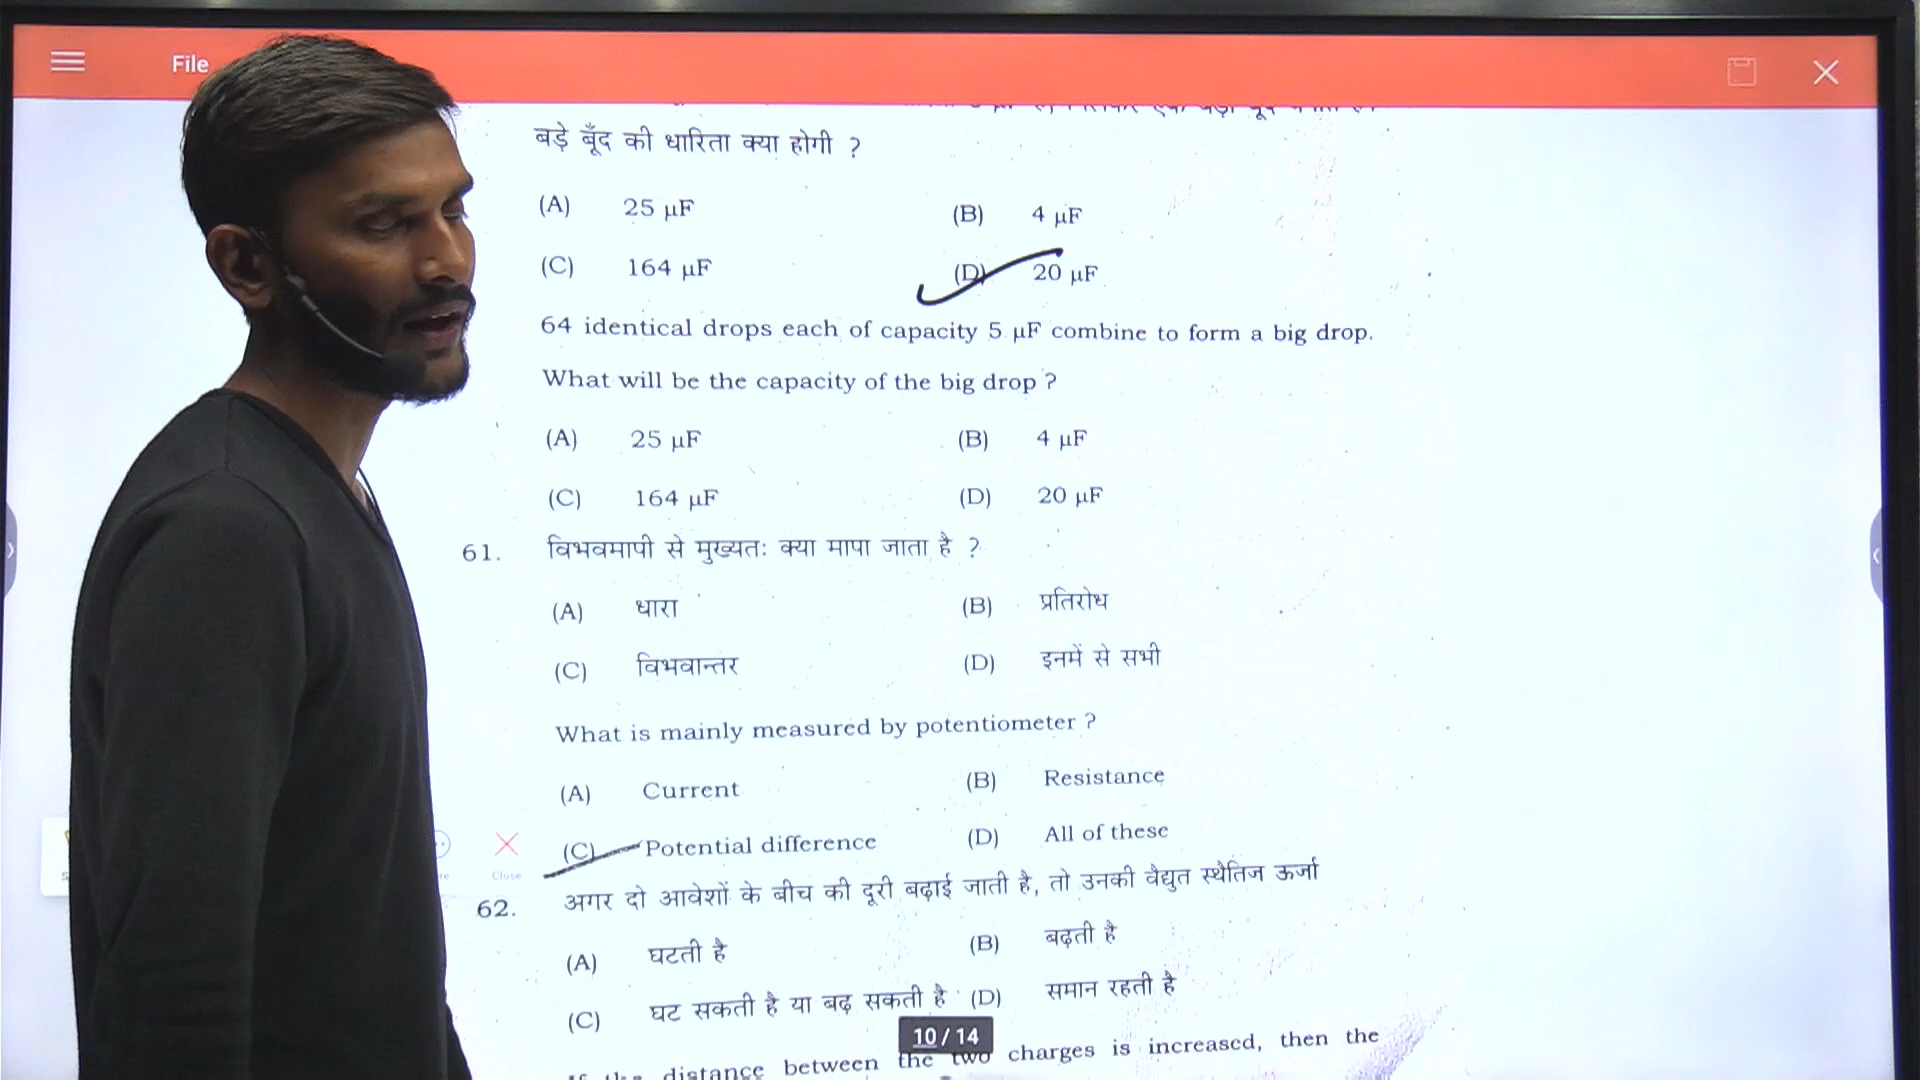 File
बड़े बूँद की धारिता क्या होगी ?
(A) 25 µF (B) 4 µF
(C) 164 µF (D) 20 µF
64 identical drops each of capacity 5 µF combine to form a big drop.
What will be the capacity of the big drop ?
(A) 25 µF (B) 4 µF
(C) 164 µF (D) 20 µF
61. विभवमापी से मुख्यतः क्या मापा जाता है ?
(A) धारा (B) प्रतिरोध
(C) विभवान्तर (D) इनमें से सभी
What is mainly measured by potentiometer ?
(A) Current (B) Resistance
(C) Potential difference (D) All of these
Close
62. अगर दो आवेशों के बीच की दूरी बढ़ाई जाती है, तो उनकी वैद्युत स्थैतिज ऊर्जा
(A) घटती है (B) बढ़ती है
(C) घट सकती है या बढ़ सकती है (D) समान रहती है
10 / 14
If the distance between the two charges is increased, then the